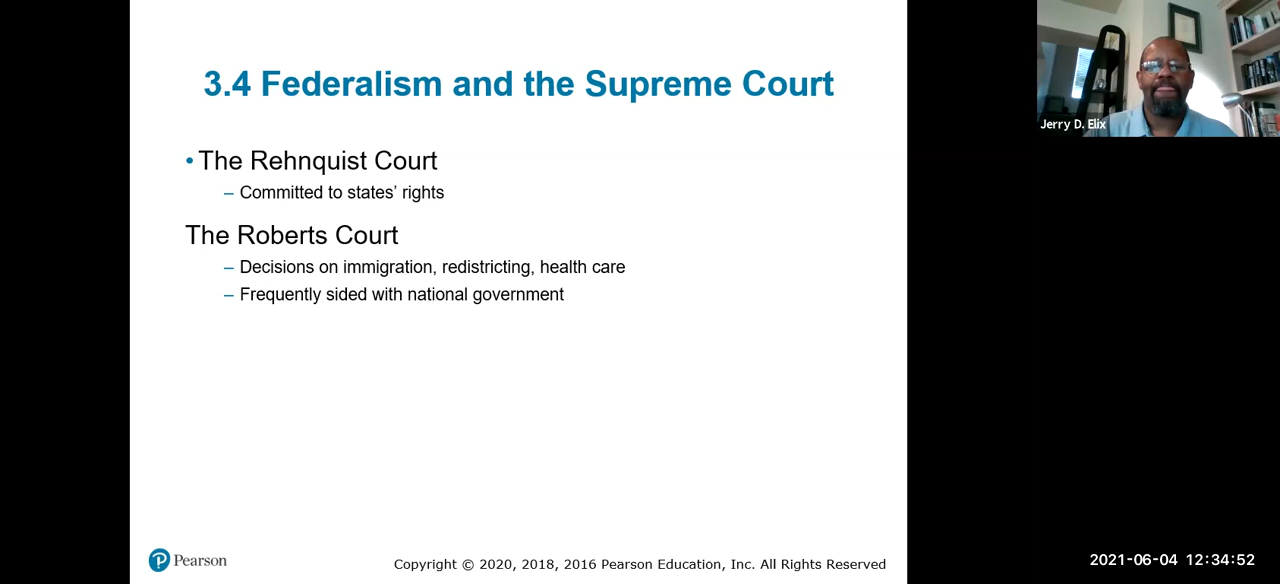 3.4 Federalism and the Supreme Court
• The Rehnquist Court
– Committed to states’ rights
The Roberts Court
– Decisions on immigration, redistricting, health care
– Frequently sided with national government
Pearson
Copyright © 2020, 2018, 2016 Pearson Education, Inc. All Rights Reserved
Jerry D. Elix
2021-06-04 12:34:52